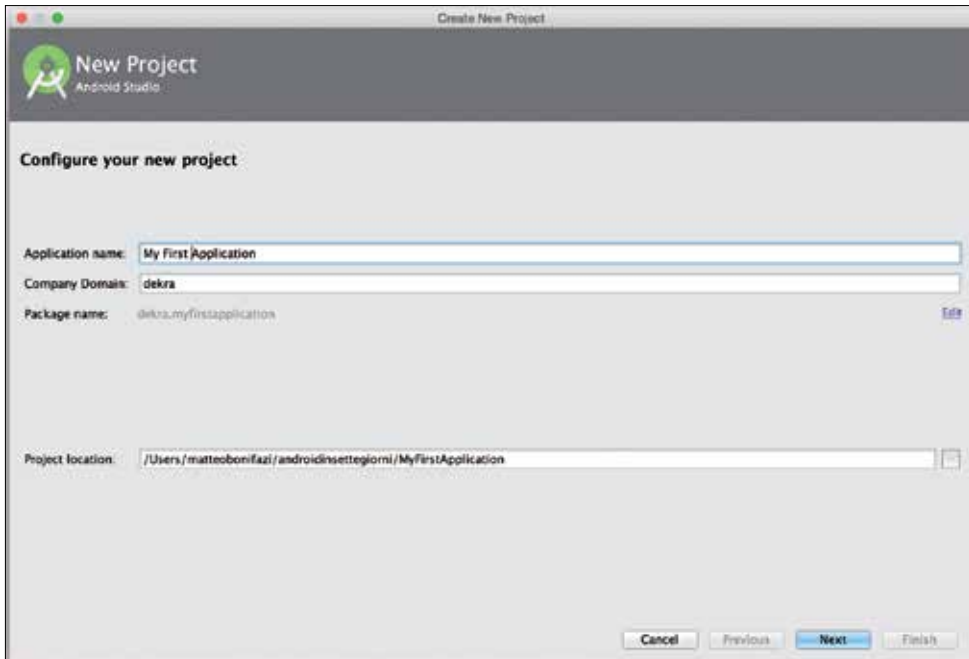 Create New Project
New Project
Android Studio
Configure your new project
Application name: My First Application
Company Domain: dekra
Package name: dekra.myfirstapplication Edit
Project location: /Users/matteobonifazi/androidinsettegiorni/MyFirstApplication
Cancel Previous Next Finish